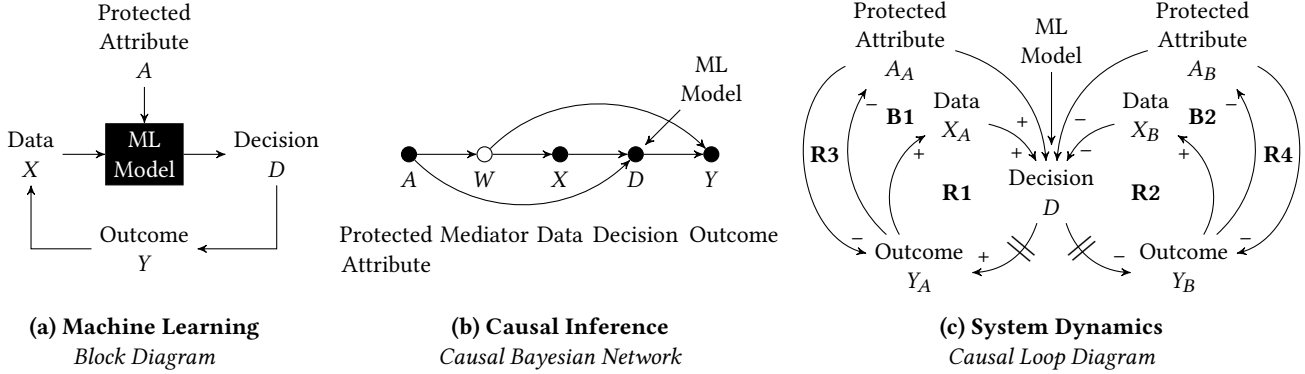 Protected
Attribute
A
Data
X
ML
Model
Decision
D
Outcome
Y
(a) Machine Learning
Block Diagram
ML
Model
A
W
X
D
Y
Protected Mediator Data Decision Outcome
Attribute
(b) Causal Inference
Causal Bayesian Network
Protected
Attribute
A_A
ML
Model
Protected
Attribute
A_B
−
B1
Data
X_A
+
−
Data
X_B
B2
−
R3
+
+
−
+
R4
R1
Decision
D
R2
−
Outcome
Y_A
+
−
Outcome
Y_B
−
(c) System Dynamics
Causal Loop Diagram